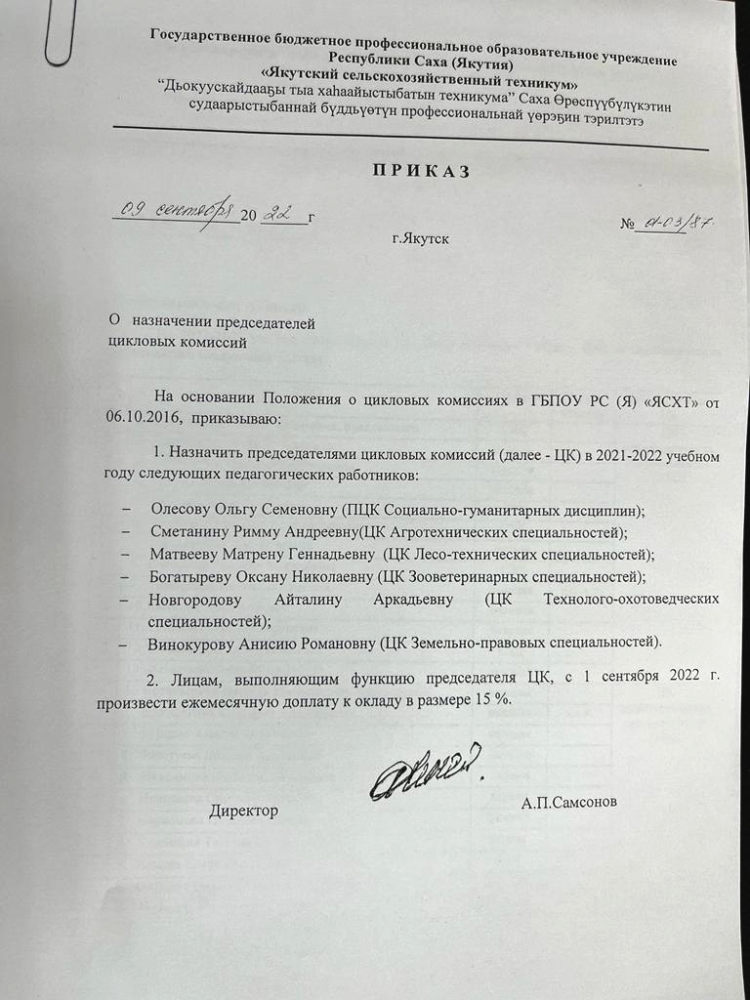 Государственное бюджетное профессиональное образовательное учреждение
Республики Саха (Якутия)
«Якутский сельскохозяйственный техникум»
“Дьокуускайдааҕы тыа хаһаайыстыбатын техникума” Саха Өрөспүүбүлүкэтин
судаарыстыбаннай бүддьүөтүн профессиональнай үөрэҕин тэрилтэтэ
ПРИКАЗ
09 сентября 20 22 г
№ 01-03/87
г.Якутск
О назначении председателей
цикловых комиссий
На основании Положения о цикловых комиссиях в ГБПОУ РС (Я) «ЯСХТ» от
06.10.2016, приказываю:
1. Назначить председателями цикловых комиссий (далее - ЦК) в 2021-2022 учебном
году следующих педагогических работников:
– Олесову Ольгу Семеновну (ПЦК Социально-гуманитарных дисциплин);
– Сметанину Римму Андреевну(ЦК Агротехнических специальностей);
– Матвееву Матрену Геннадьевну (ЦК Лесо-технических специальностей);
– Богатыреву Оксану Николаевну (ЦК Зооветеринарных специальностей);
– Новгородову Айталину Аркадьевну (ЦК Технолого-охотоведческих
специальностей);
– Винокурову Анисию Романовну (ЦК Земельно-правовых специальностей).
2. Лицам, выполняющим функцию председателя ЦК, с 1 сентября 2022 г.
произвести ежемесячную доплату к окладу в размере 15 %.
Директор
А.П.Самсонов